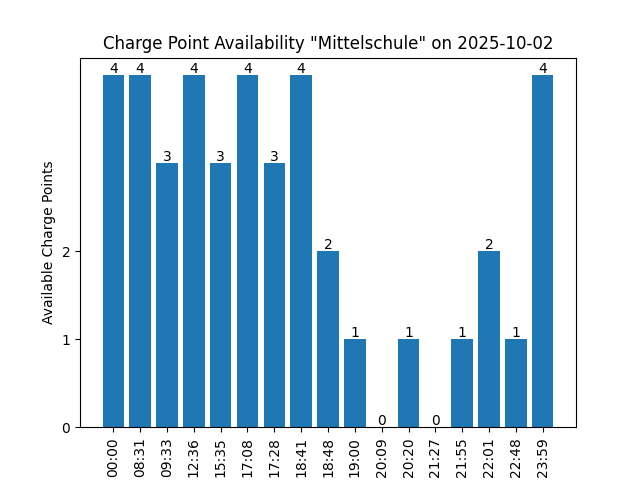 Charge Point Availability "Mittelschule" on 2025-10-02
4 4 3 4 3 4 3 4 2 1 0 1 0 1 2 1 4
Available Charge Points
2
1
0
00:00 08:31 09:33 12:36 15:35 17:08 17:28 18:41 18:48 19:00 20:09 20:20 21:27 21:55 22:01 22:48 23:59